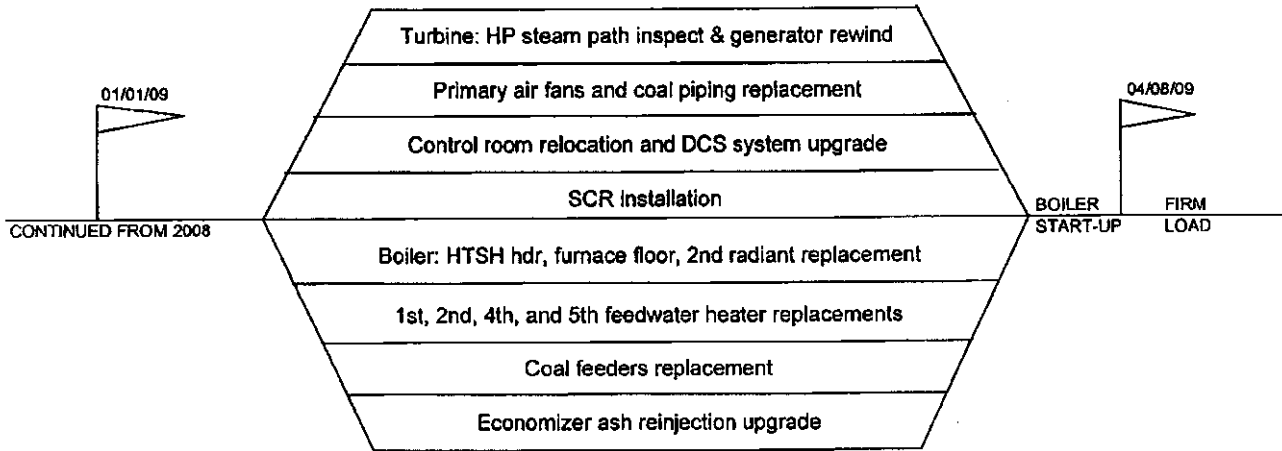 Turbine: HP steam path inspect & generator rewind
01/01/09
Primary air fans and coal piping replacement
04/08/09
Control room relocation and DCS system upgrade
SCR Installation
BOILER FIRM
CONTINUED FROM 2008
START-UP LOAD
Boiler: HTSH hdr, furnace floor, 2nd radiant replacement
1st, 2nd, 4th, and 5th feedwater heater replacements
Coal feeders replacement
Economizer ash reinjection upgrade